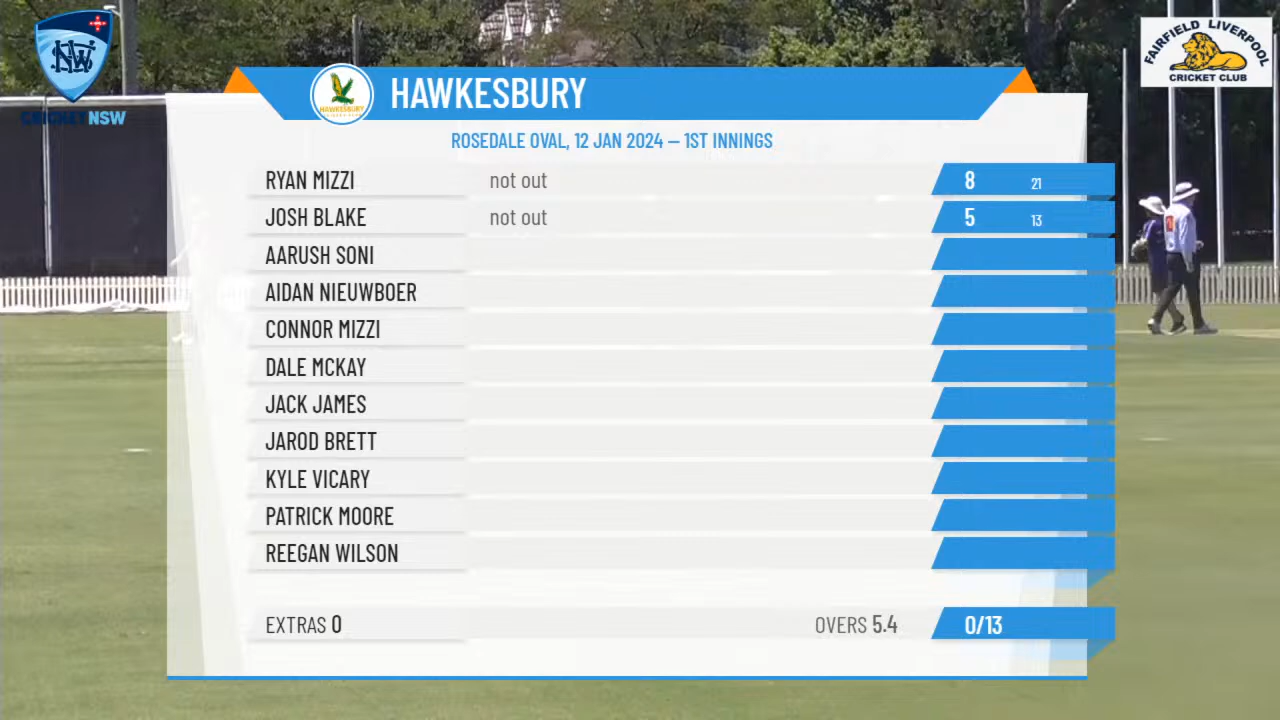 CRICKET NSW
FAIRFIELD LIVERPOOL
CRICKET CLUB
HAWKESBURY
HAWKESBURY
ROSEDALE OVAL, 12 JAN 2024 – 1ST INNINGS
RYAN MIZZI not out 8 21
JOSH BLAKE not out 5 13
AARUSH SONI
AIDAN NIEUWBOER
CONNOR MIZZI
DALE MCKAY
JACK JAMES
JAROD BRETT
KYLE VICARY
PATRICK MOORE
REEGAN WILSON
EXTRAS 0 OVERS 5.4 0/13